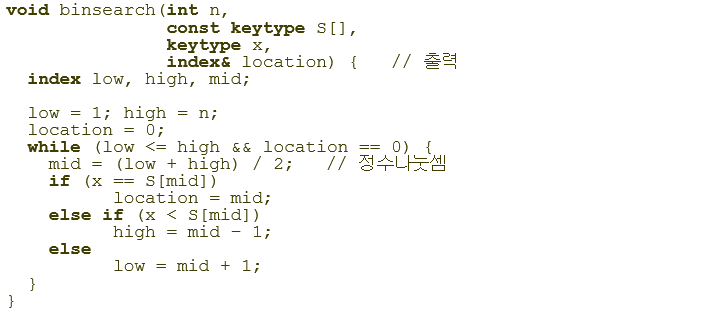 void binsearch(int n,
               const keytype S[],
               keytype x,
               index& location) {   // 출력
  index low, high, mid;

  low = 1; high = n;
  location = 0;
  while (low <= high && location == 0) {
    mid = (low + high) / 2;   // 정수나눗셈
    if (x == S[mid])
          location = mid;
    else if (x < S[mid])
          high = mid - 1;
    else
          low = mid + 1;
  }
}